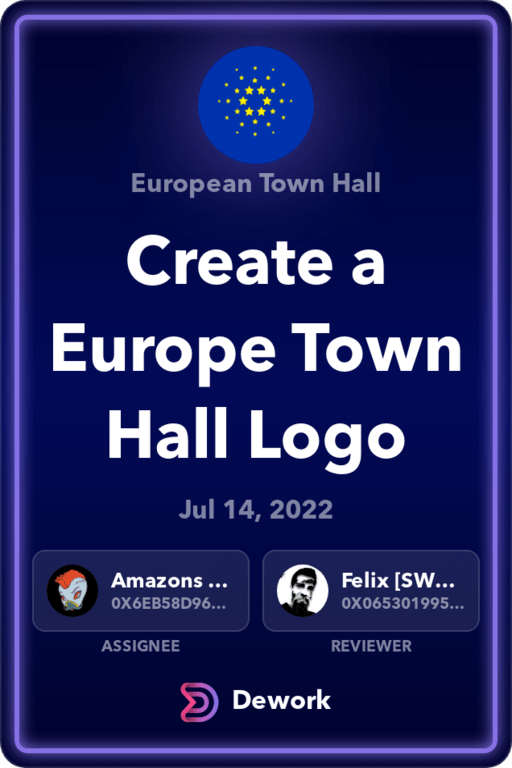 European Town Hall
Create a
Europe Town
Hall Logo
Jul 14, 2022
Amazons ...
0X6EB58D96...
ASSIGNEE
Felix [SW...
0X065301995...
REVIEWER
Dework